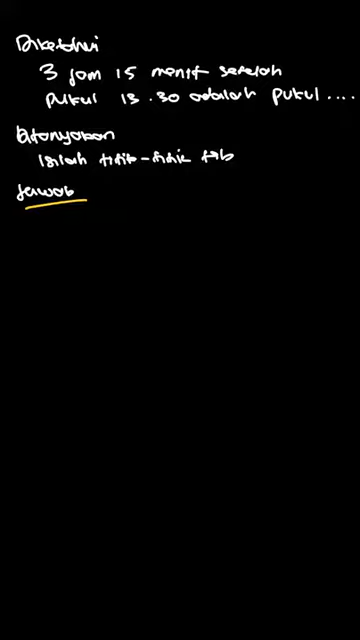 Diketahui
3 jam 15 menit setelah
pukul 13.30 adalah pukul ....
Ditanyakan
Isilah titik-titik tsb
Jawab